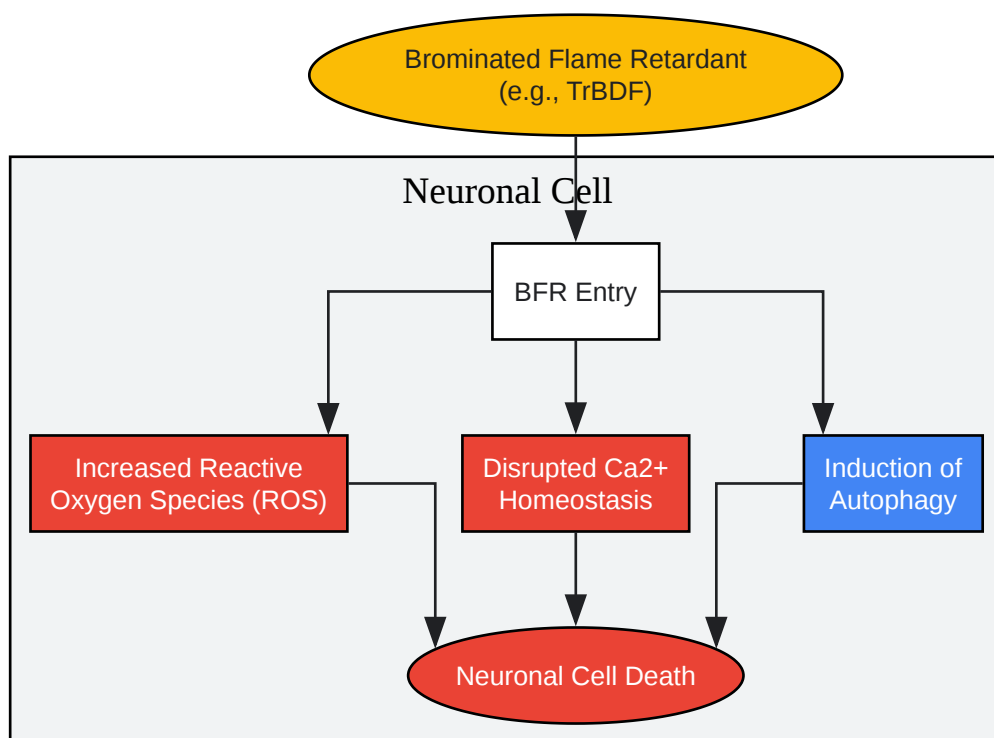 Brominated Flame Retardant
(e.g., TrBDF)
Neuronal Cell
BFR Entry
Increased Reactive
Oxygen Species (ROS)
Disrupted Ca2+
Homeostasis
Induction of
Autophagy
Neuronal Cell Death